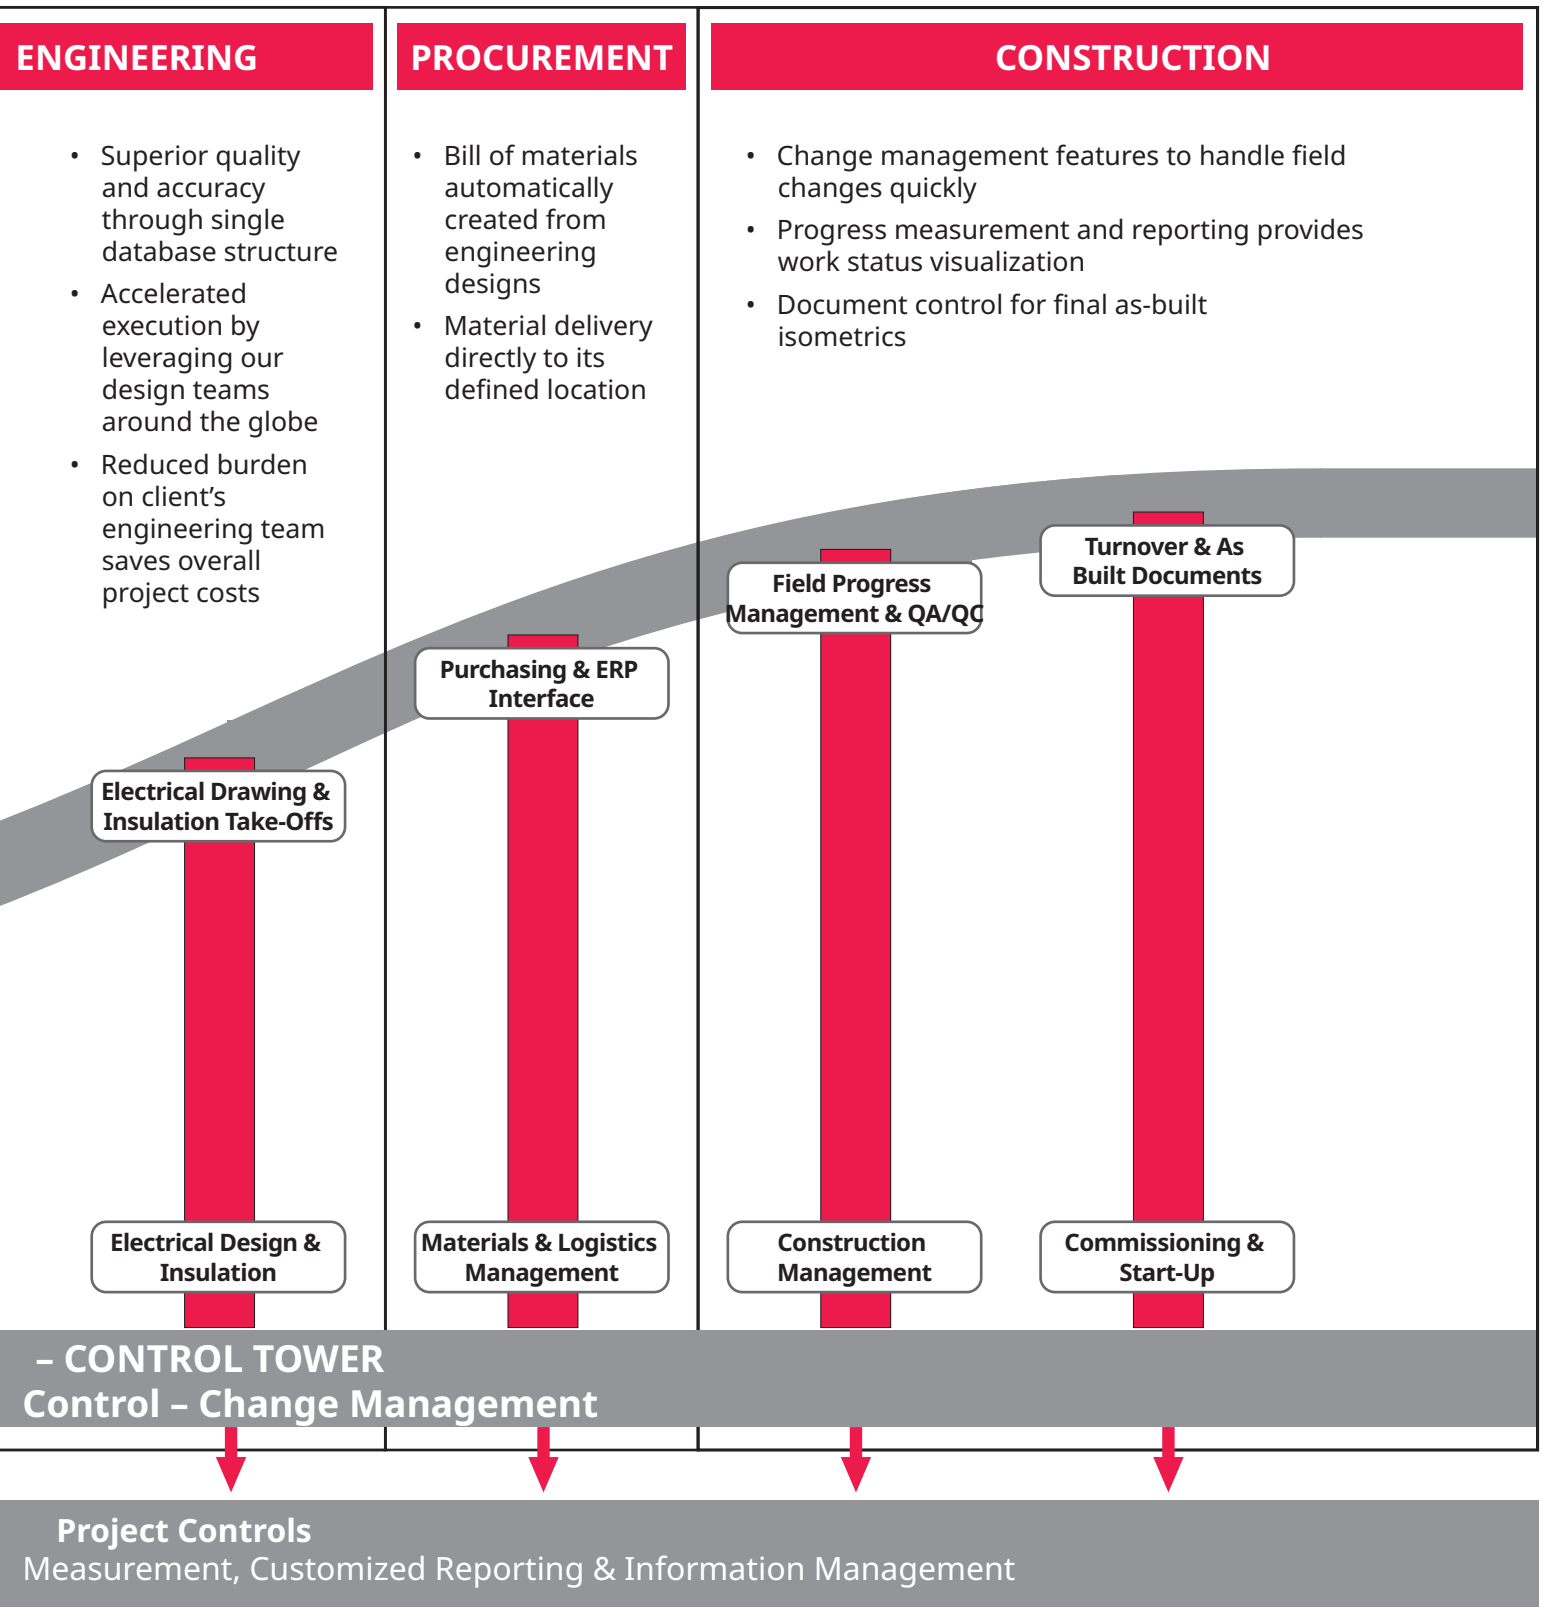 ENGINEERING
• Superior quality
and accuracy
through single
database structure
• Accelerated
execution by
leveraging our
design teams
around the globe
• Reduced burden
on client’s
engineering team
saves overall
project costs
PROCUREMENT
• Bill of materials
automatically
created from
engineering
designs
• Material delivery
directly to its
defined location
CONSTRUCTION
• Change management features to handle field
changes quickly
• Progress measurement and reporting provides
work status visualization
• Document control for final as-built
isometrics
Electrical Drawing &
Insulation Take-Offs
Purchasing & ERP
Interface
Field Progress
Management & QA/QC
Turnover & As
Built Documents
Electrical Design &
Insulation
Materials & Logistics
Management
Construction
Management
Commissioning &
Start-Up
– CONTROL TOWER
Control – Change Management
Project Controls
Measurement, Customized Reporting & Information Management